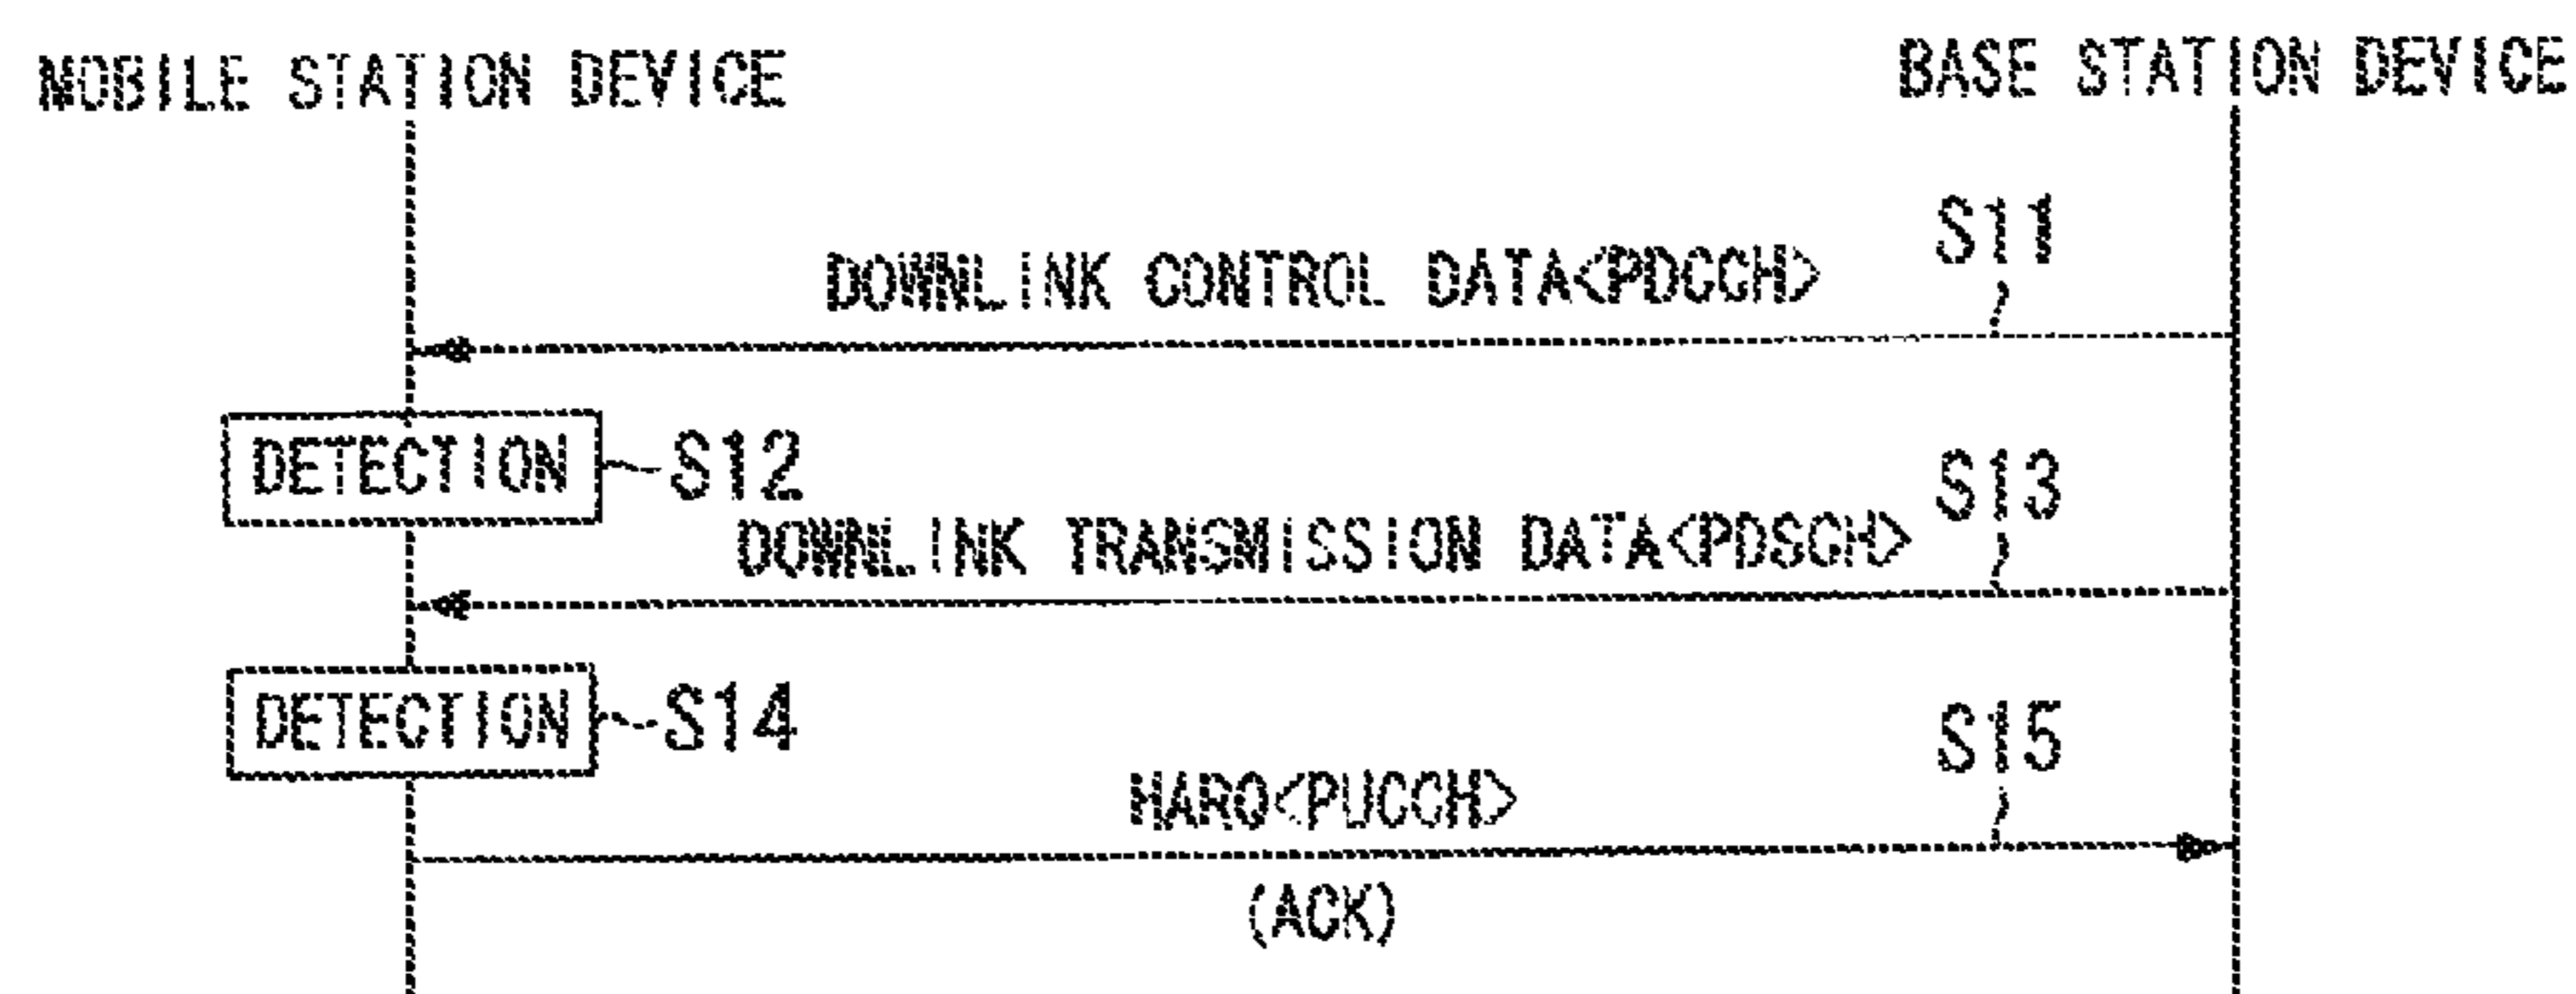 MOBILE STATION DEVICE BASE STATION DEVICE
S11
DOWNLINK CONTROL DATA<PDCCH>
DETECTION S12
S13
DOWNLINK TRANSMISSION DATA<PDSCH>
DETECTION S14
S15
HARQ<PUCCH>
(ACK)